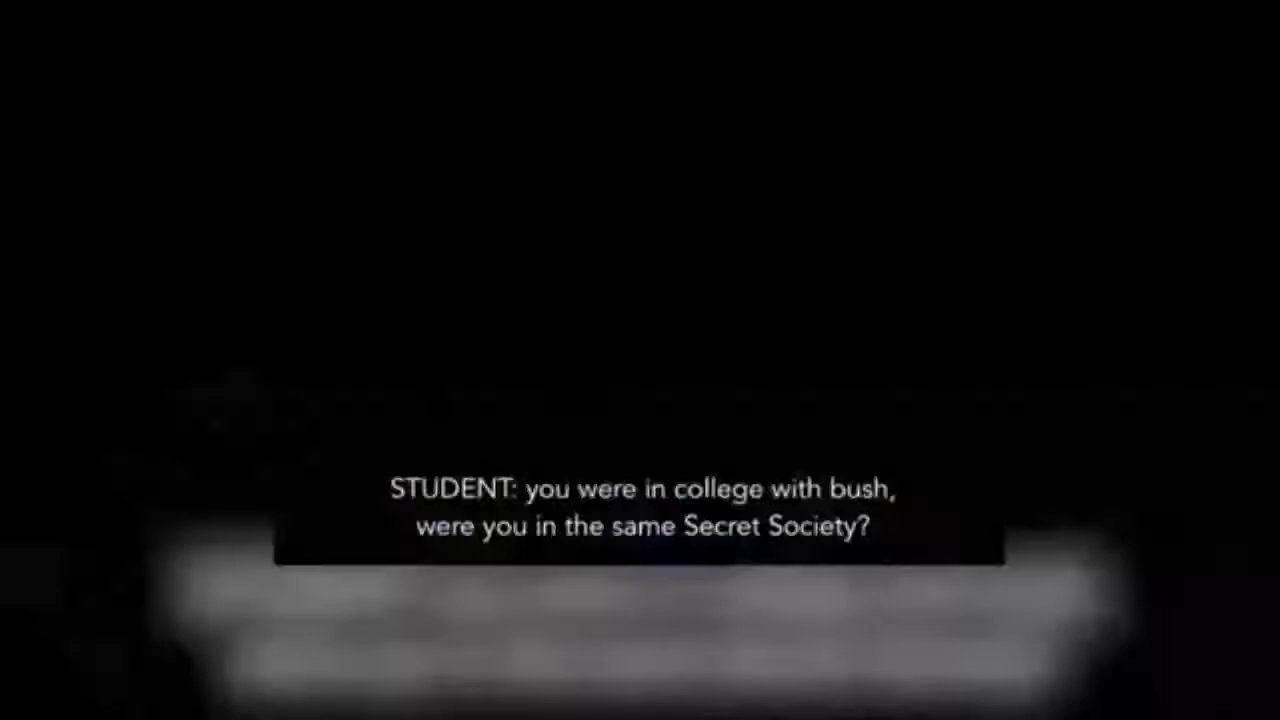 STUDENT: you were in college with bush,
were you in the same Secret Society?